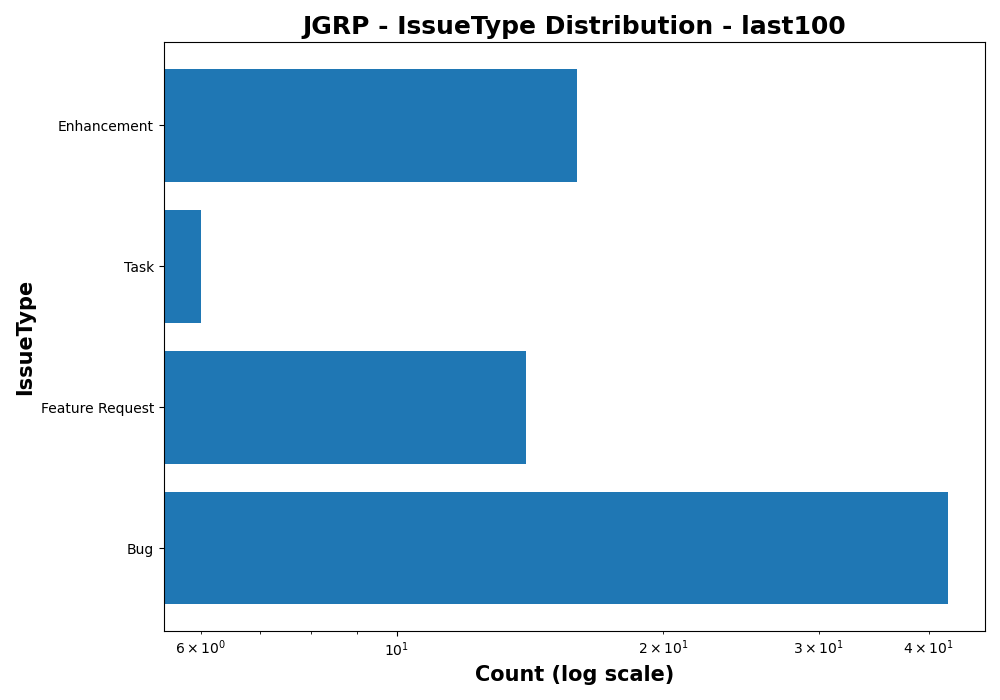 JGRP - IssueType Distribution - last100
Enhancement
Task
Feature Request
Bug
IssueType
6 × 10⁰
10¹
2 × 10¹
3 × 10¹
4 × 10¹
Count (log scale)